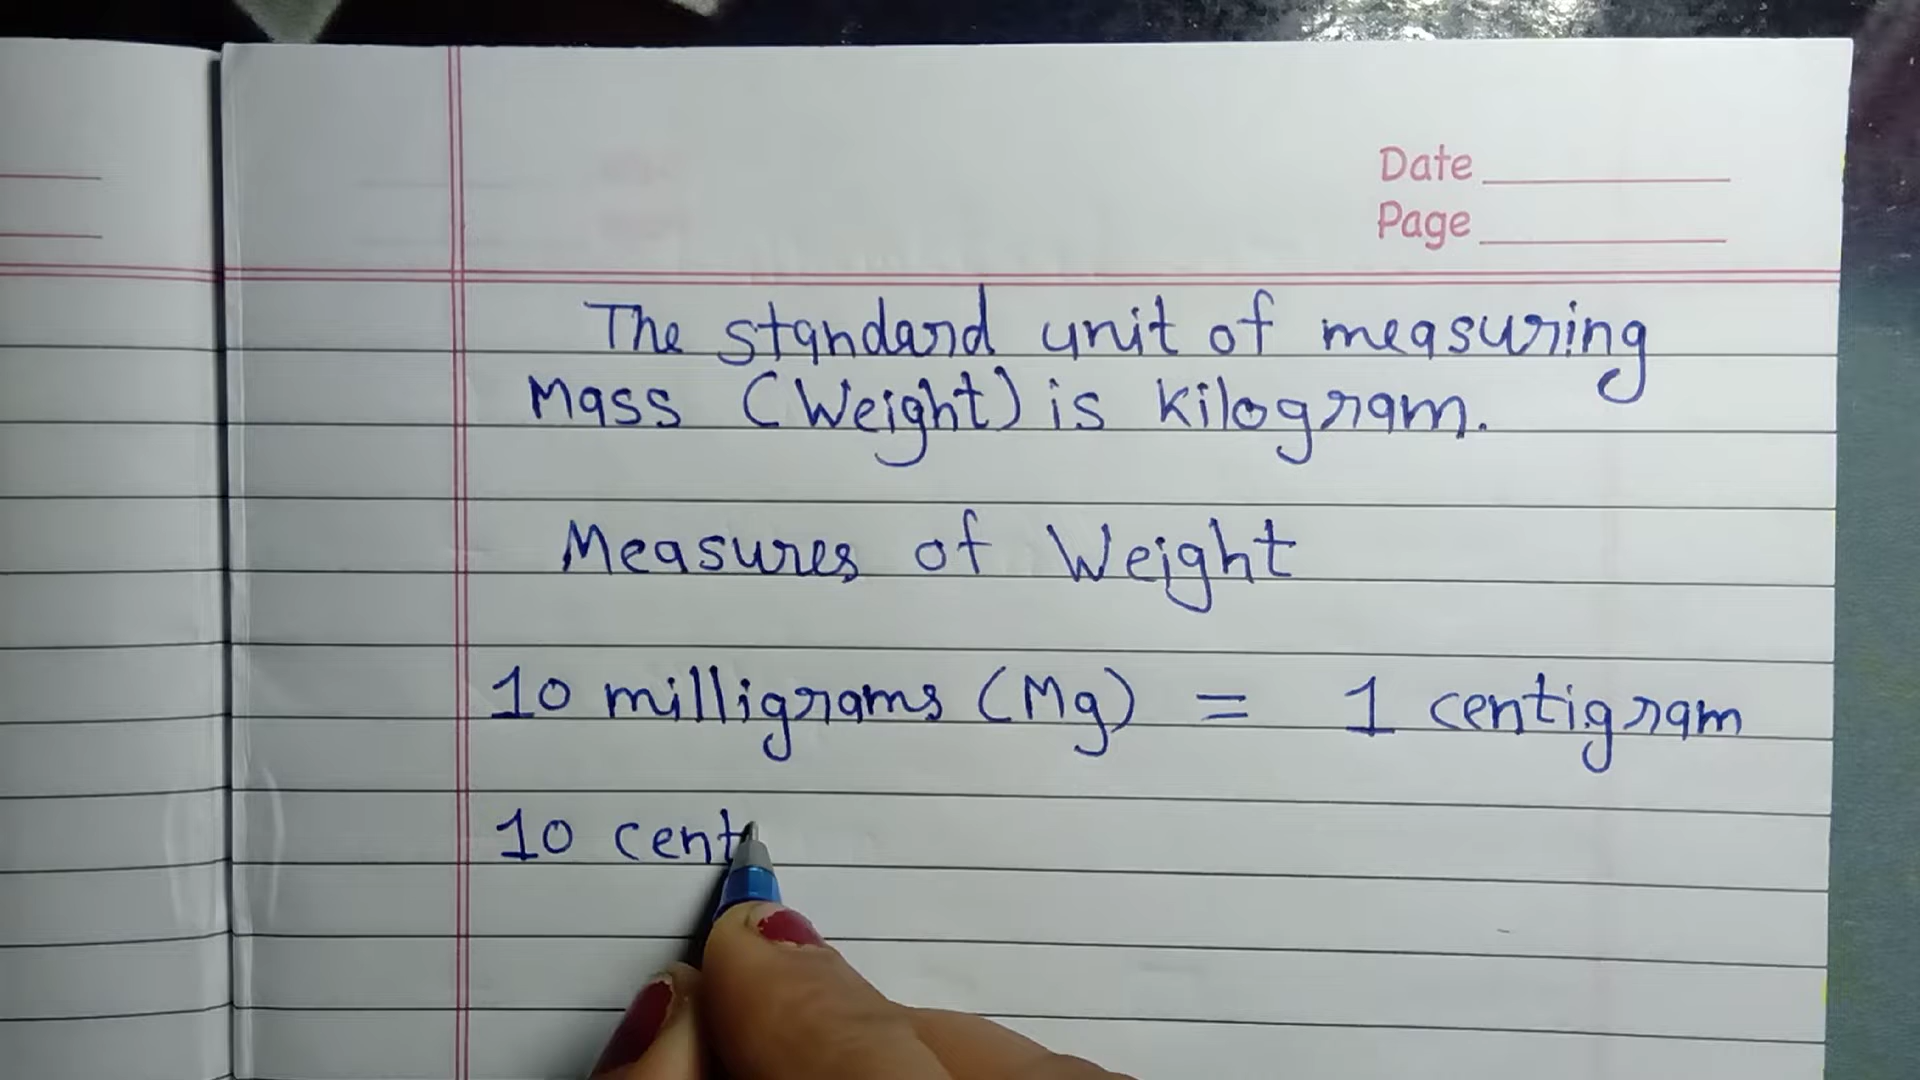 Date
Page
The standard unit of measuring
Mass (Weight) is kilogram.
Measures of Weight
10 milligrams (Mg) = 1 centigram
10 cent